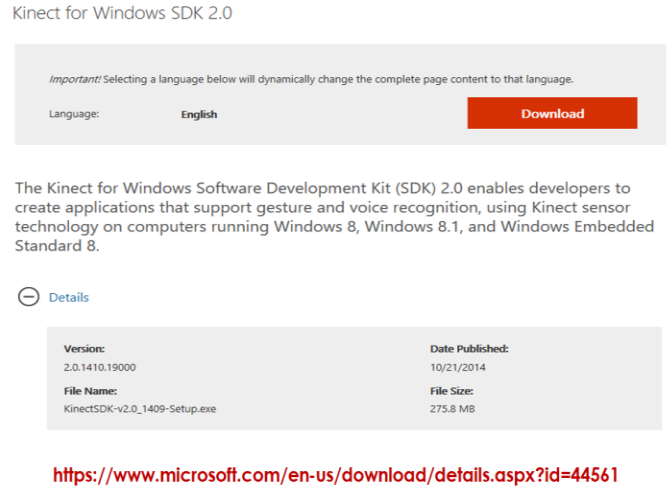 Kinect for Windows SDK 2.0
Important! Selecting a language below will dynamically change the complete page content to that language.
Language: English Download
The Kinect for Windows Software Development Kit (SDK) 2.0 enables developers to
create applications that support gesture and voice recognition, using Kinect sensor
technology on computers running Windows 8, Windows 8.1, and Windows Embedded
Standard 8.
Details
Version: Date Published:
2.0.1410.19000 10/21/2014
File Name: File Size:
KinectSDK-v2.0_1409-Setup.exe 275.8 MB
https://www.microsoft.com/en-us/download/details.aspx?id=44561